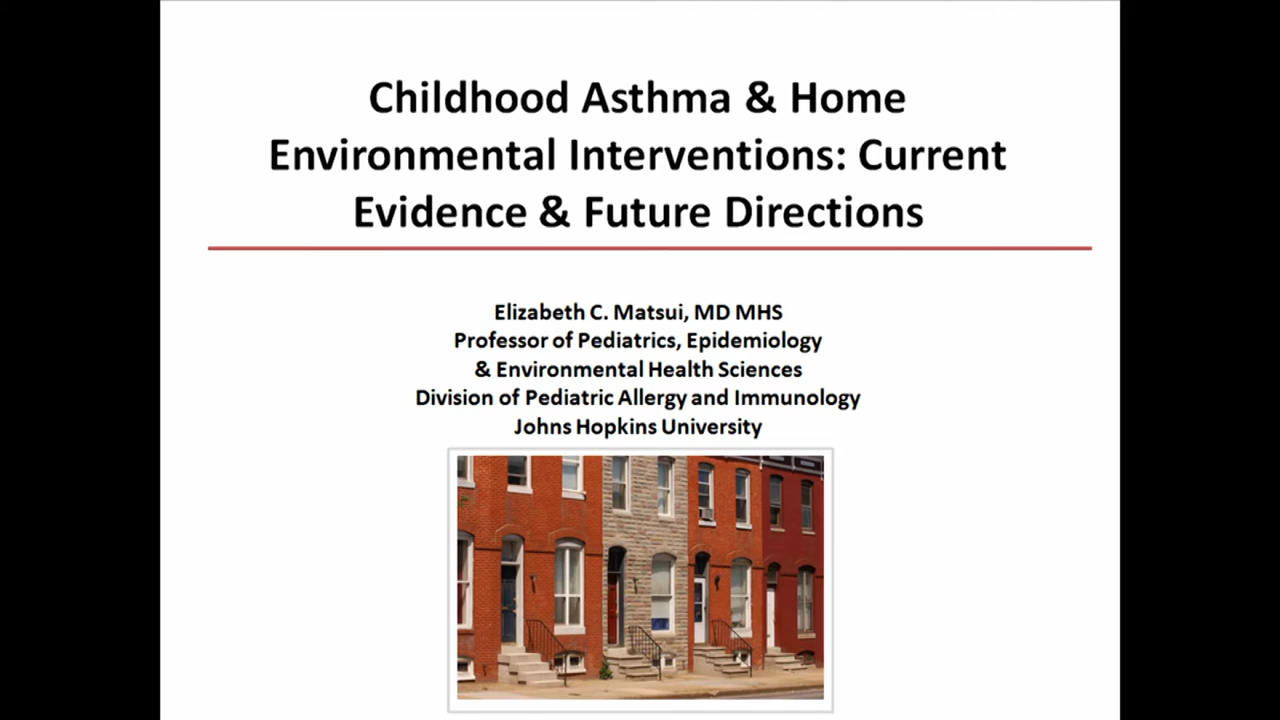 Childhood Asthma & Home
Environmental Interventions: Current
Evidence & Future Directions
Elizabeth C. Matsui, MD MHS
Professor of Pediatrics, Epidemiology
& Environmental Health Sciences
Division of Pediatric Allergy and Immunology
Johns Hopkins University